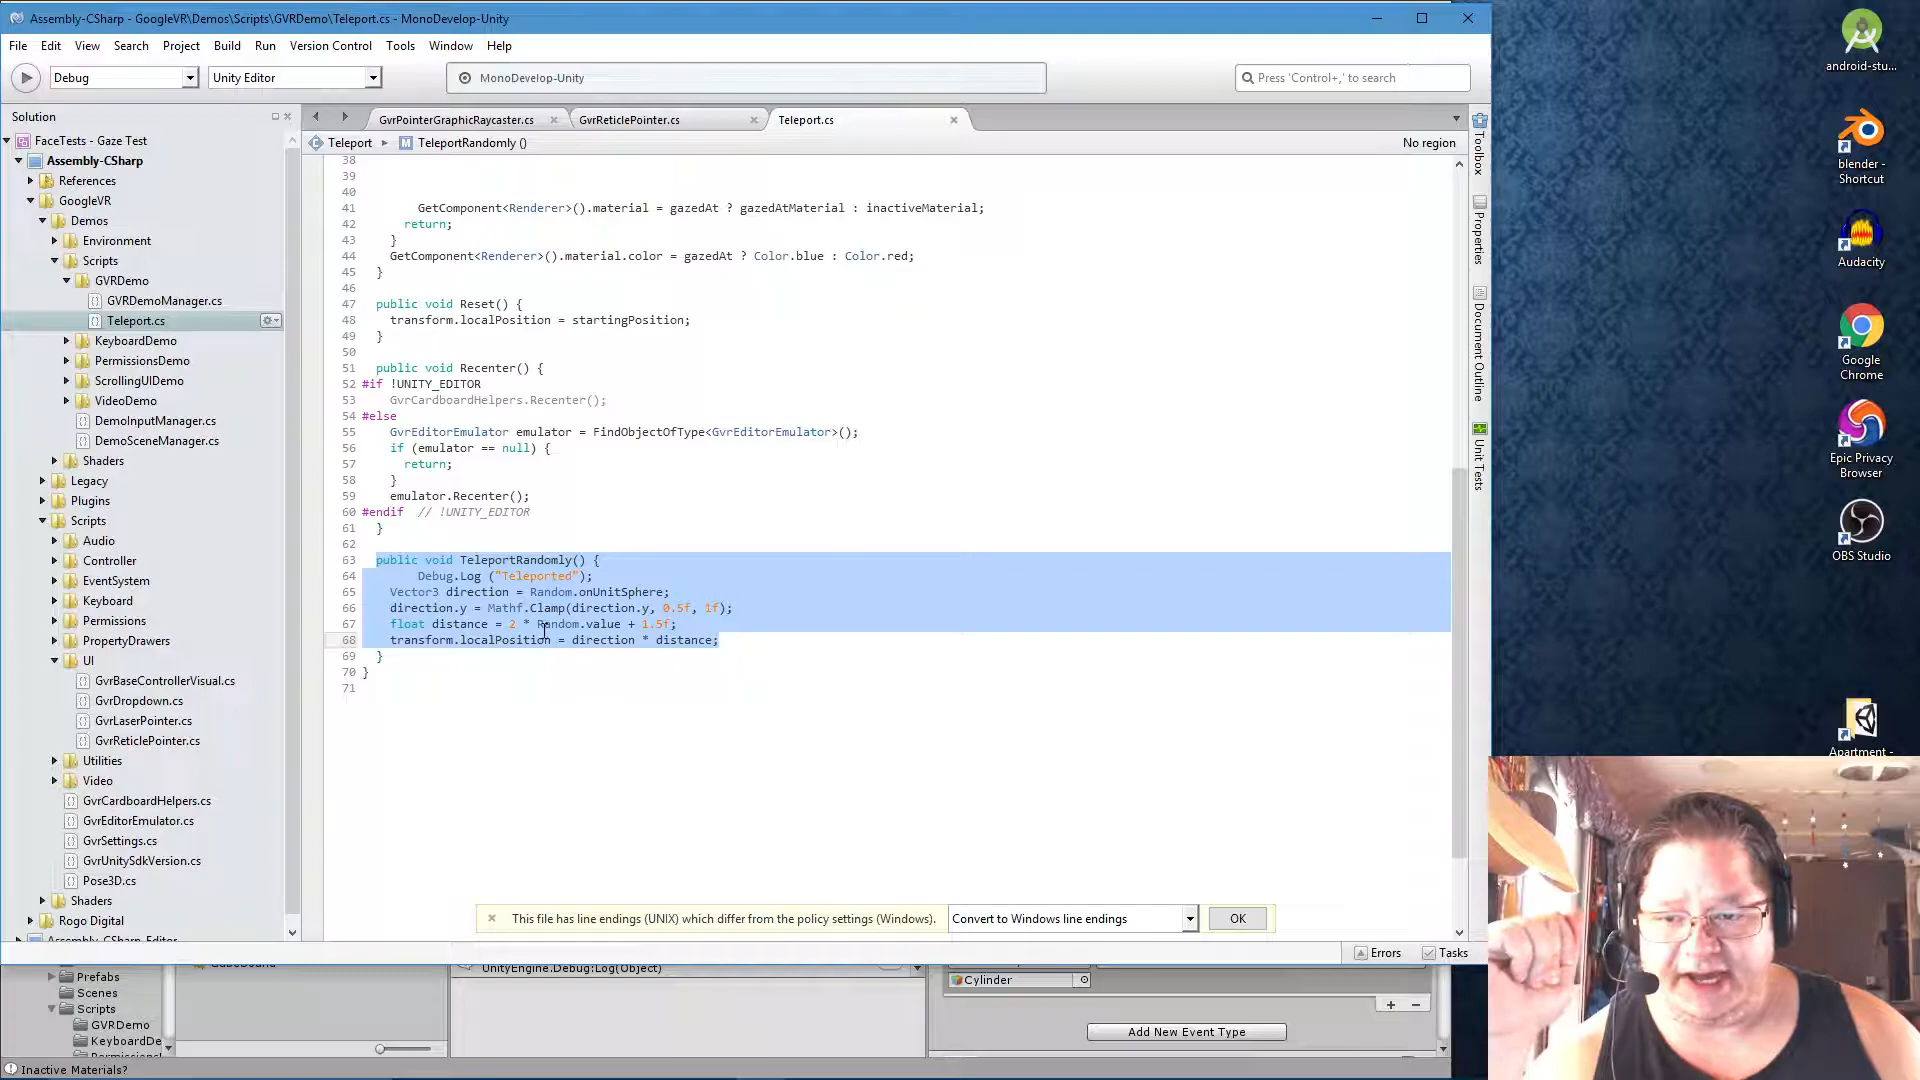 Assembly-CSharp - GoogleVR\Demos\Scripts\GVRDemo\Teleport.cs - MonoDevelop-Unity
File Edit View Search Project Build Run Version Control Tools Window Help
Debug
Unity Editor
MonoDevelop-Unity
Press 'Control+,' to search
Solution
FaceTests - Gaze Test
Assembly-CSharp
References
GoogleVR
Demos
Environment
Scripts
GVRDemo
GVRDemoManager.cs
Teleport.cs
KeyboardDemo
PermissionsDemo
ScrollingUIDemo
VideoDemo
DemoInputManager.cs
DemoSceneManager.cs
Shaders
Legacy
Plugins
Scripts
Audio
Controller
EventSystem
Keyboard
Permissions
PropertyDrawers
UI
GvrBaseControllerVisual.cs
GvrDropdown.cs
GvrLaserPointer.cs
GvrReticlePointer.cs
Utilities
Video
GvrCardboardHelpers.cs
GvrEditorEmulator.cs
GvrSettings.cs
GvrUnitySdkVersion.cs
Pose3D.cs
Shaders
Rogo Digital
Assembly-CSharp-Editor
GvrPointerGraphicRaycaster.cs
GvrReticlePointer.cs
Teleport.cs
Teleport
TeleportRandomly ()
No region
38
39
40
41 GetComponent<Renderer>().material = gazedAt ? gazedAtMaterial : inactiveMaterial;
42 return;
43 }
44 GetComponent<Renderer>().material.color = gazedAt ? Color.blue : Color.red;
45 }
46
47 public void Reset() {
48 transform.localPosition = startingPosition;
49 }
50
51 public void Recenter() {
52 #if !UNITY_EDITOR
53 GvrCardboardHelpers.Recenter();
54 #else
55 GvrEditorEmulator emulator = FindObjectOfType<GvrEditorEmulator>();
56 if (emulator == null) {
57 return;
58 }
59 emulator.Recenter();
60 #endif // !UNITY_EDITOR
61 }
62
63 public void TeleportRandomly() {
64 Debug.Log ("Teleported");
65 Vector3 direction = Random.onUnitSphere;
66 direction.y = Mathf.Clamp(direction.y, 0.5f, 1f);
67 float distance = 2 * Random.value + 1.5f;
68 transform.localPosition = direction * distance;
69 }
70 }
71
This file has line endings (UNIX) which differ from the policy settings (Windows).
Convert to Windows line endings
OK
Errors
Tasks
Toolbox
Properties
Document Outline
Unit Tests
Prefabs
Scenes
Scripts
GVRDemo
KeyboardDe
UnityEngine.Debug:Log(Object)
Cylinder
Add New Event Type
Inactive Materials?
android-stu...
blender - Shortcut
Audacity
Google Chrome
Epic Privacy Browser
OBS Studio
Apartment -